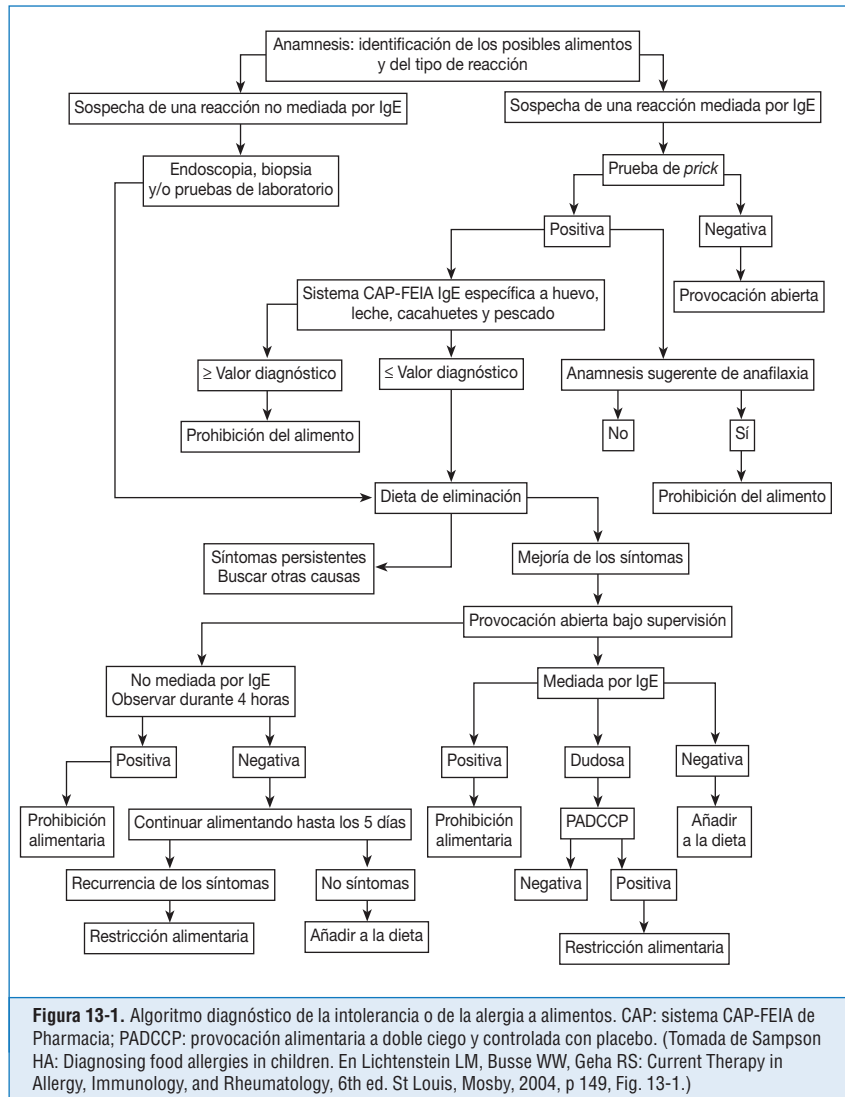 Anamnesis: identificación de los posibles alimentos
y del tipo de reacción
Sospecha de una reacción no mediada por IgE
Sospecha de una reacción mediada por IgE
Endoscopia, biopsia
y/o pruebas de laboratorio
Prueba de prick
Positiva
Negativa
Sistema CAP-FEIA IgE específica a huevo,
leche, cacahuetes y pescado
Provocación abierta
≥ Valor diagnóstico
≤ Valor diagnóstico
Anamnesis sugerente de anafilaxia
Prohibición del alimento
No
Sí
Dieta de eliminación
Prohibición del alimento
Síntomas persistentes
Buscar otras causas
Mejoría de los síntomas
Provocación abierta bajo supervisión
No mediada por IgE
Observar durante 4 horas
Mediada por IgE
Positiva
Negativa
Positiva
Dudosa
Negativa
Prohibición
alimentaria
Continuar alimentando hasta los 5 días
Prohibición
alimentaria
PADCCP
Añadir
a la dieta
Recurrencia de los síntomas
No síntomas
Negativa
Positiva
Restricción alimentaria
Añadir a la dieta
Restricción alimentaria
Figura 13-1. Algoritmo diagnóstico de la intolerancia o de la alergia a alimentos. CAP: sistema CAP-FEIA de
Pharmacia; PADCCP: provocación alimentaria a doble ciego y controlada con placebo. (Tomada de Sampson
HA: Diagnosing food allergies in children. En Lichtenstein LM, Busse WW, Geha RS: Current Therapy in
Allergy, Immunology, and Rheumatology, 6th ed. St Louis, Mosby, 2004, p 149, Fig. 13-1.)